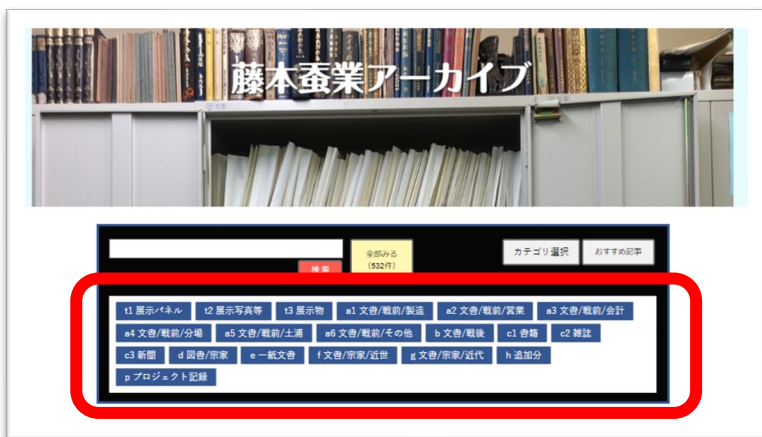 藤本蚕業アーカイブ
検索
全部みる
(532件)
カテゴリ選択
おすすめ記事
t1 展示パネル t2 展示写真等 t3 展示物 a1 文書/戦前/製造 a2 文書/戦前/営業 a3 文書/戦前/会計
a4 文書/戦前/分場 a5 文書/戦前/土浦 a6 文書/戦前/その他 b 文書/戦後 c1 書籍 c2 雑誌
c3 新聞 d 図書/宗家 e 一紙文書 f 文書/宗家/近世 g 文書/宗家/近代 h 追加分
p プロジェクト記録